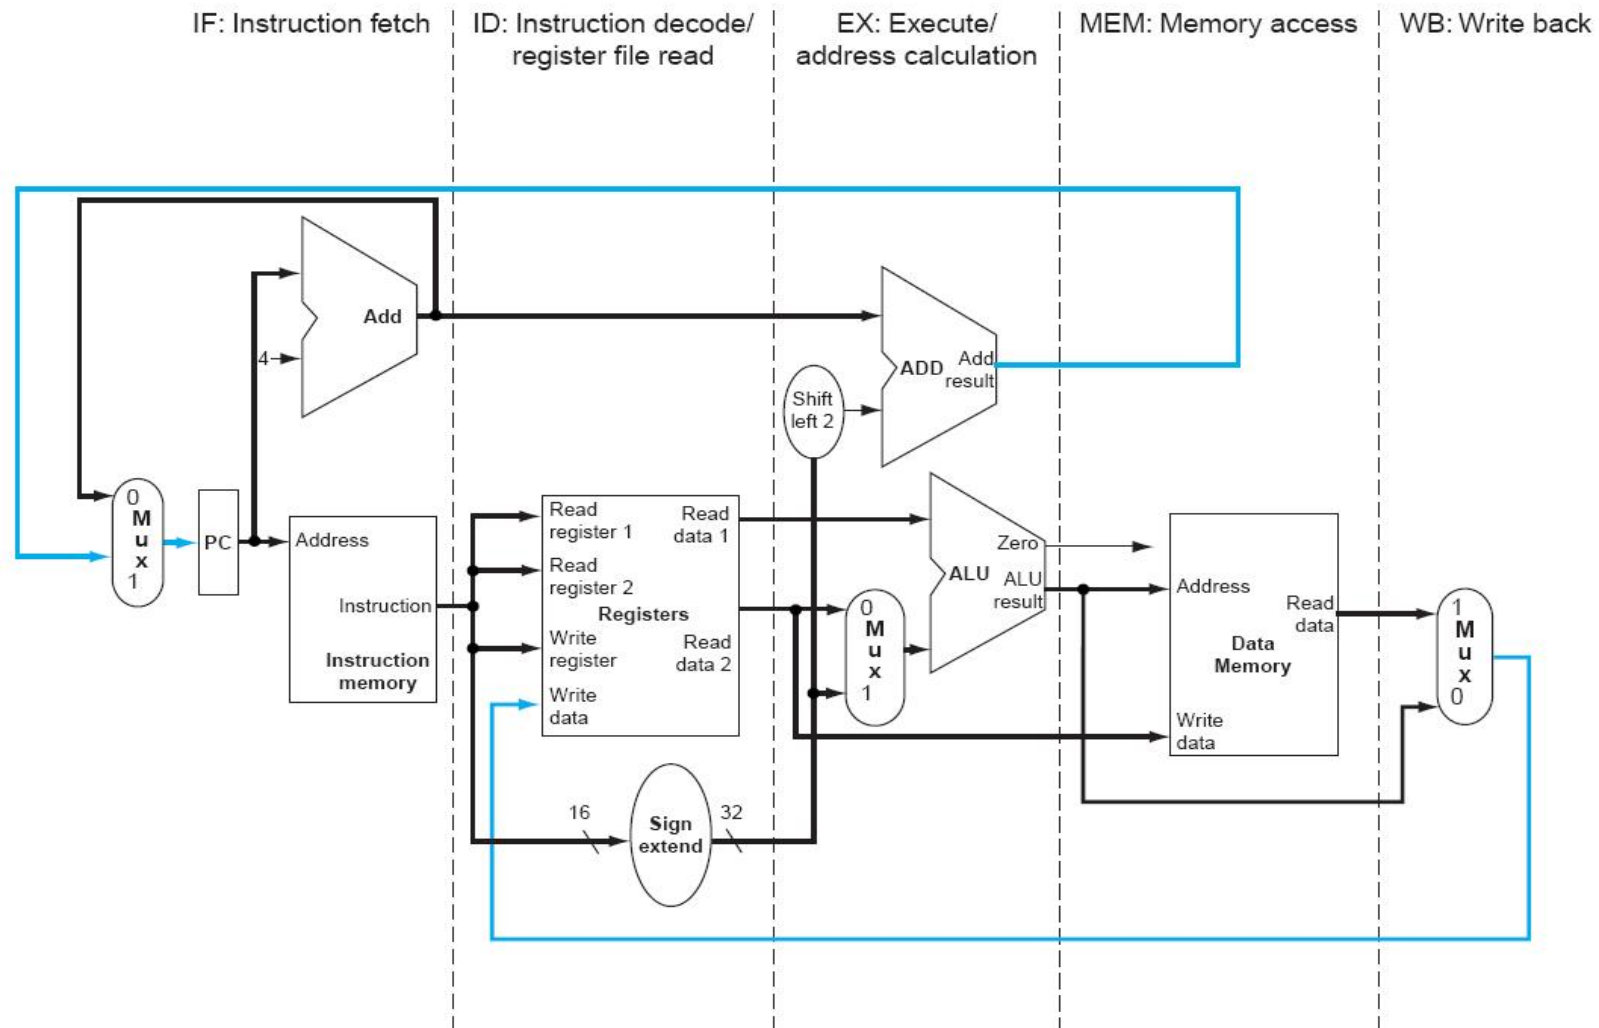 IF: Instruction fetch
ID: Instruction decode/
register file read
EX: Execute/
address calculation
MEM: Memory access
WB: Write back
Add
4
ADD
Add
result
Shift
left 2
0
M
u
x
1
PC
Address
Instruction
Instruction
memory
Read
register 1
Read
register 2
Write
register
Write
data
Registers
Read
data 1
Read
data 2
0
M
u
x
1
Zero
ALU
ALU
result
Address
Read
data
Data
Memory
Write
data
1
M
u
x
0
16
Sign
extend
32